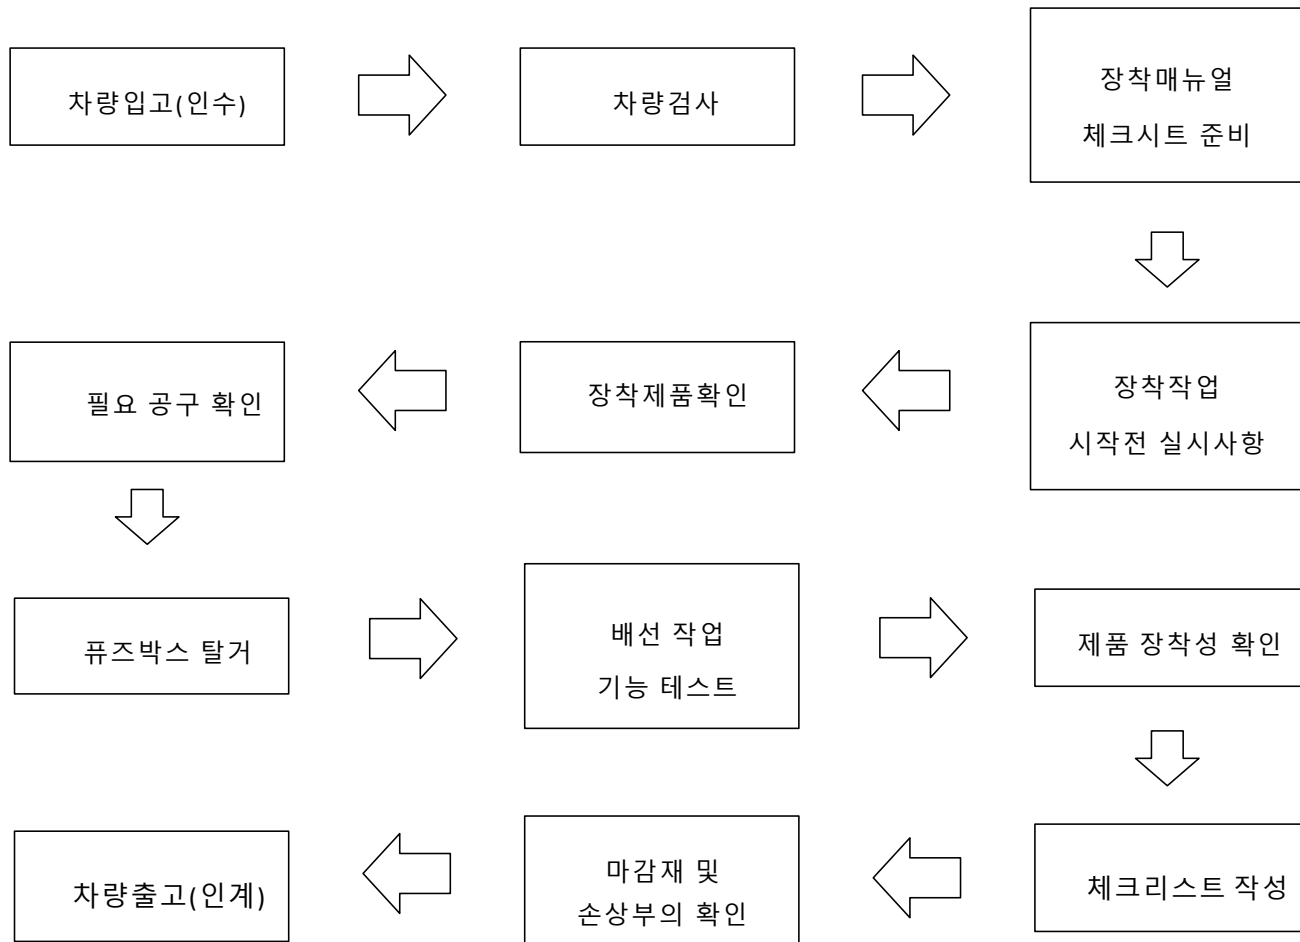 차량입고(인수)
차량검사
장착매뉴얼
체크시트 준비
장착작업
시작전 실시사항
장착제품확인
필요 공구 확인
퓨즈박스 탈거
배선 작업
기능 테스트
제품 장착성 확인
체크리스트 작성
마감재 및
손상부의 확인
차량출고(인계)